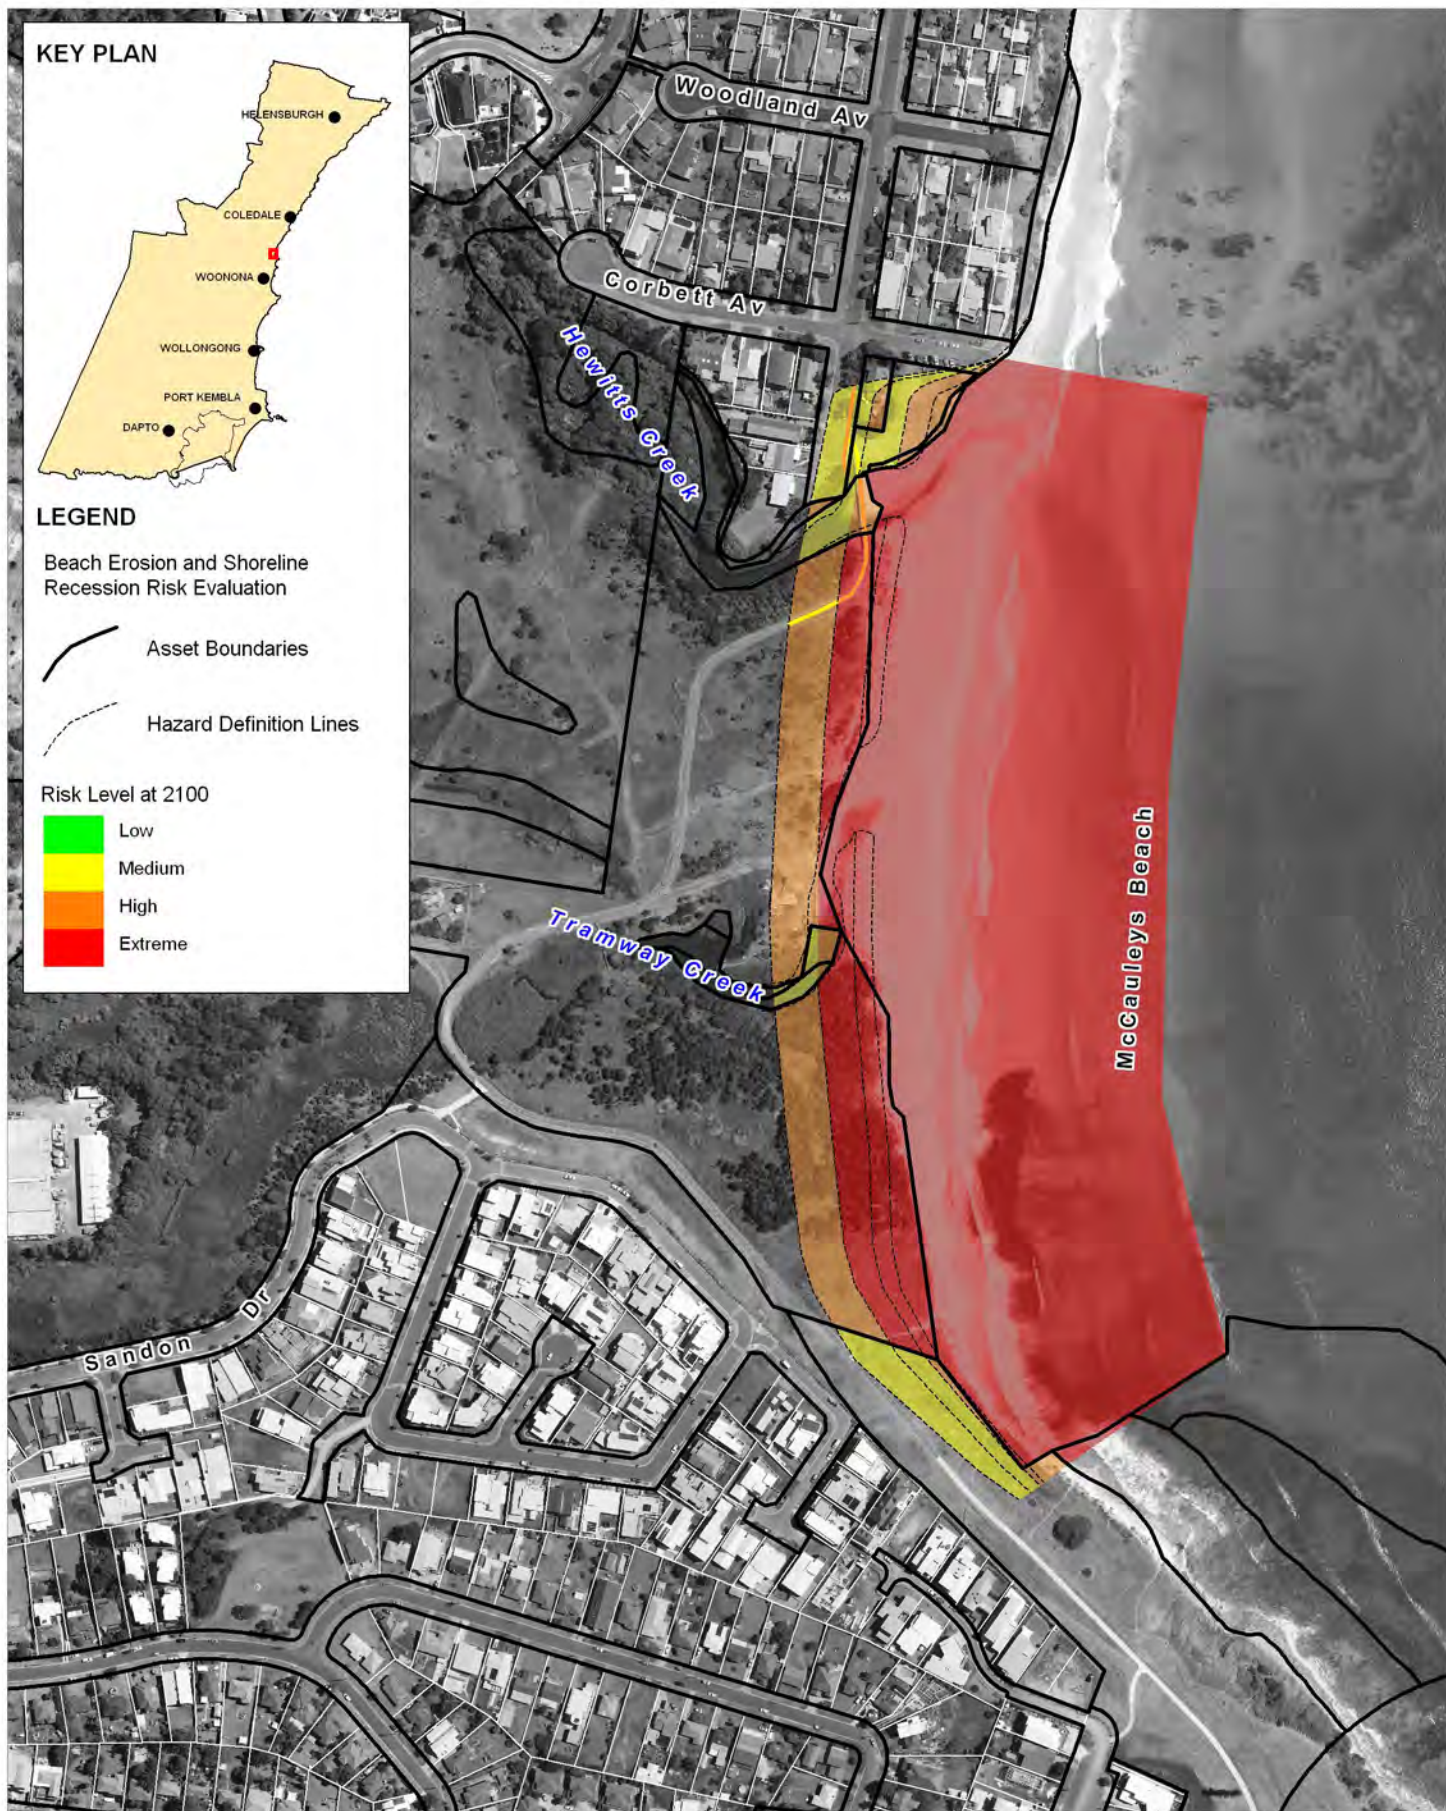 KEY PLAN
HELENSBURGH
COLEDALE
WOONONA
WOLLONGONG
PORT KEMBLA
DAPTO
LEGEND
Beach Erosion and Shoreline
Recession Risk Evaluation
Asset Boundaries
Hazard Definition Lines
Risk Level at 2100
Low
Medium
High
Extreme
Woodland Av
Corbett Av
Hewitts Creek
Tramway Creek
McCauleys Beach
Sandon Dr